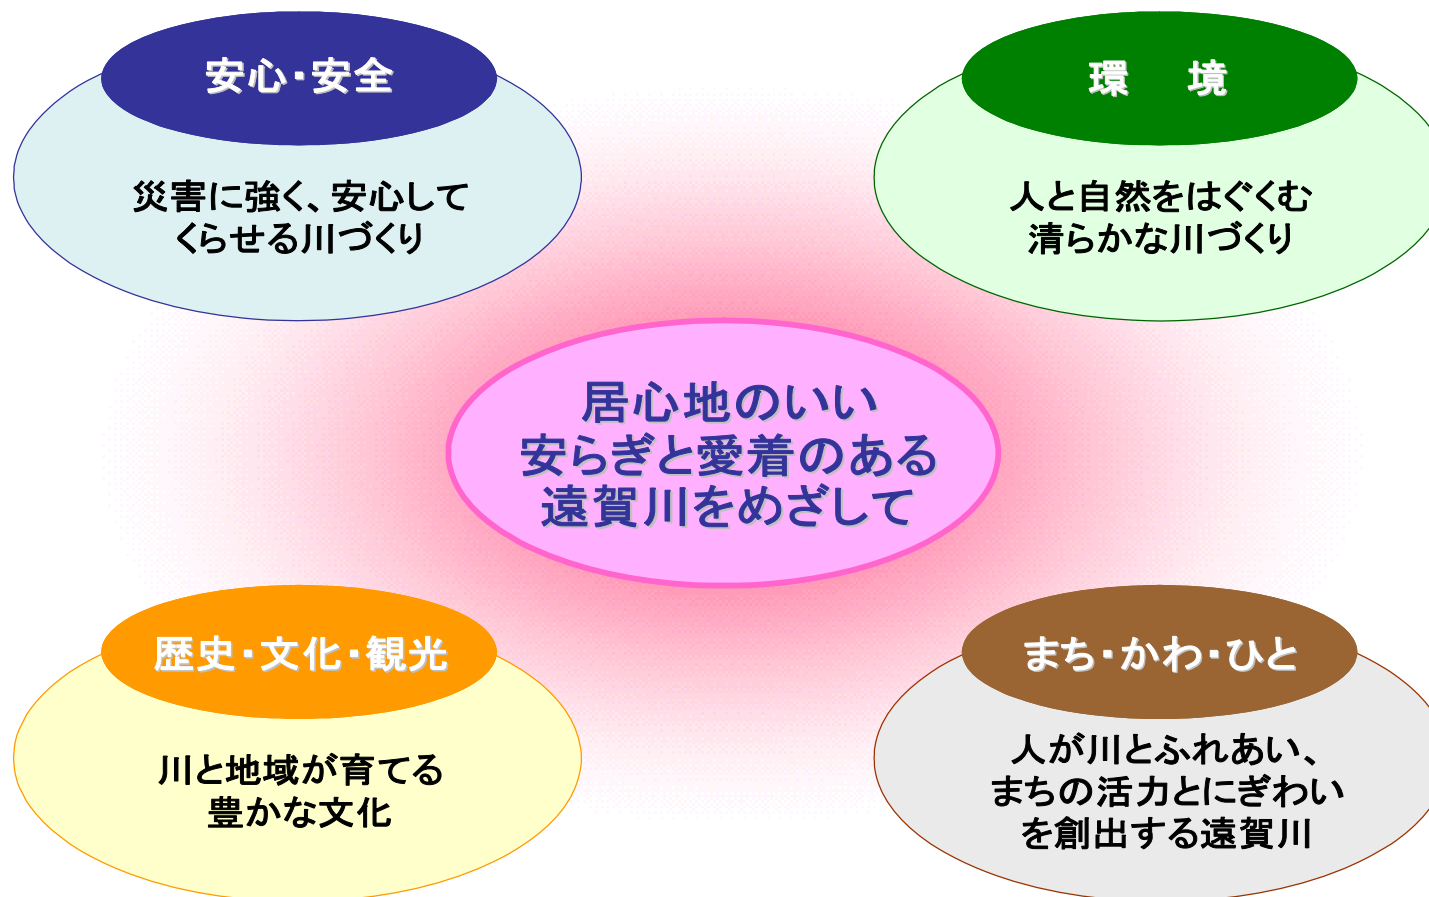 安心・安全
災害に強く、安心して
くらせる川づくり
環　境
人と自然をはぐくむ
清らかな川づくり
居心地のいい
安らぎと愛着のある
遠賀川をめざして
歴史・文化・観光
川と地域が育てる
豊かな文化
まち・かわ・ひと
人が川とふれあい、
まちの活力とにぎわい
を創出する遠賀川